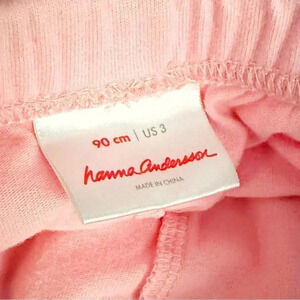 90 cm | US 3
hanna andersson
MADE IN CHINA